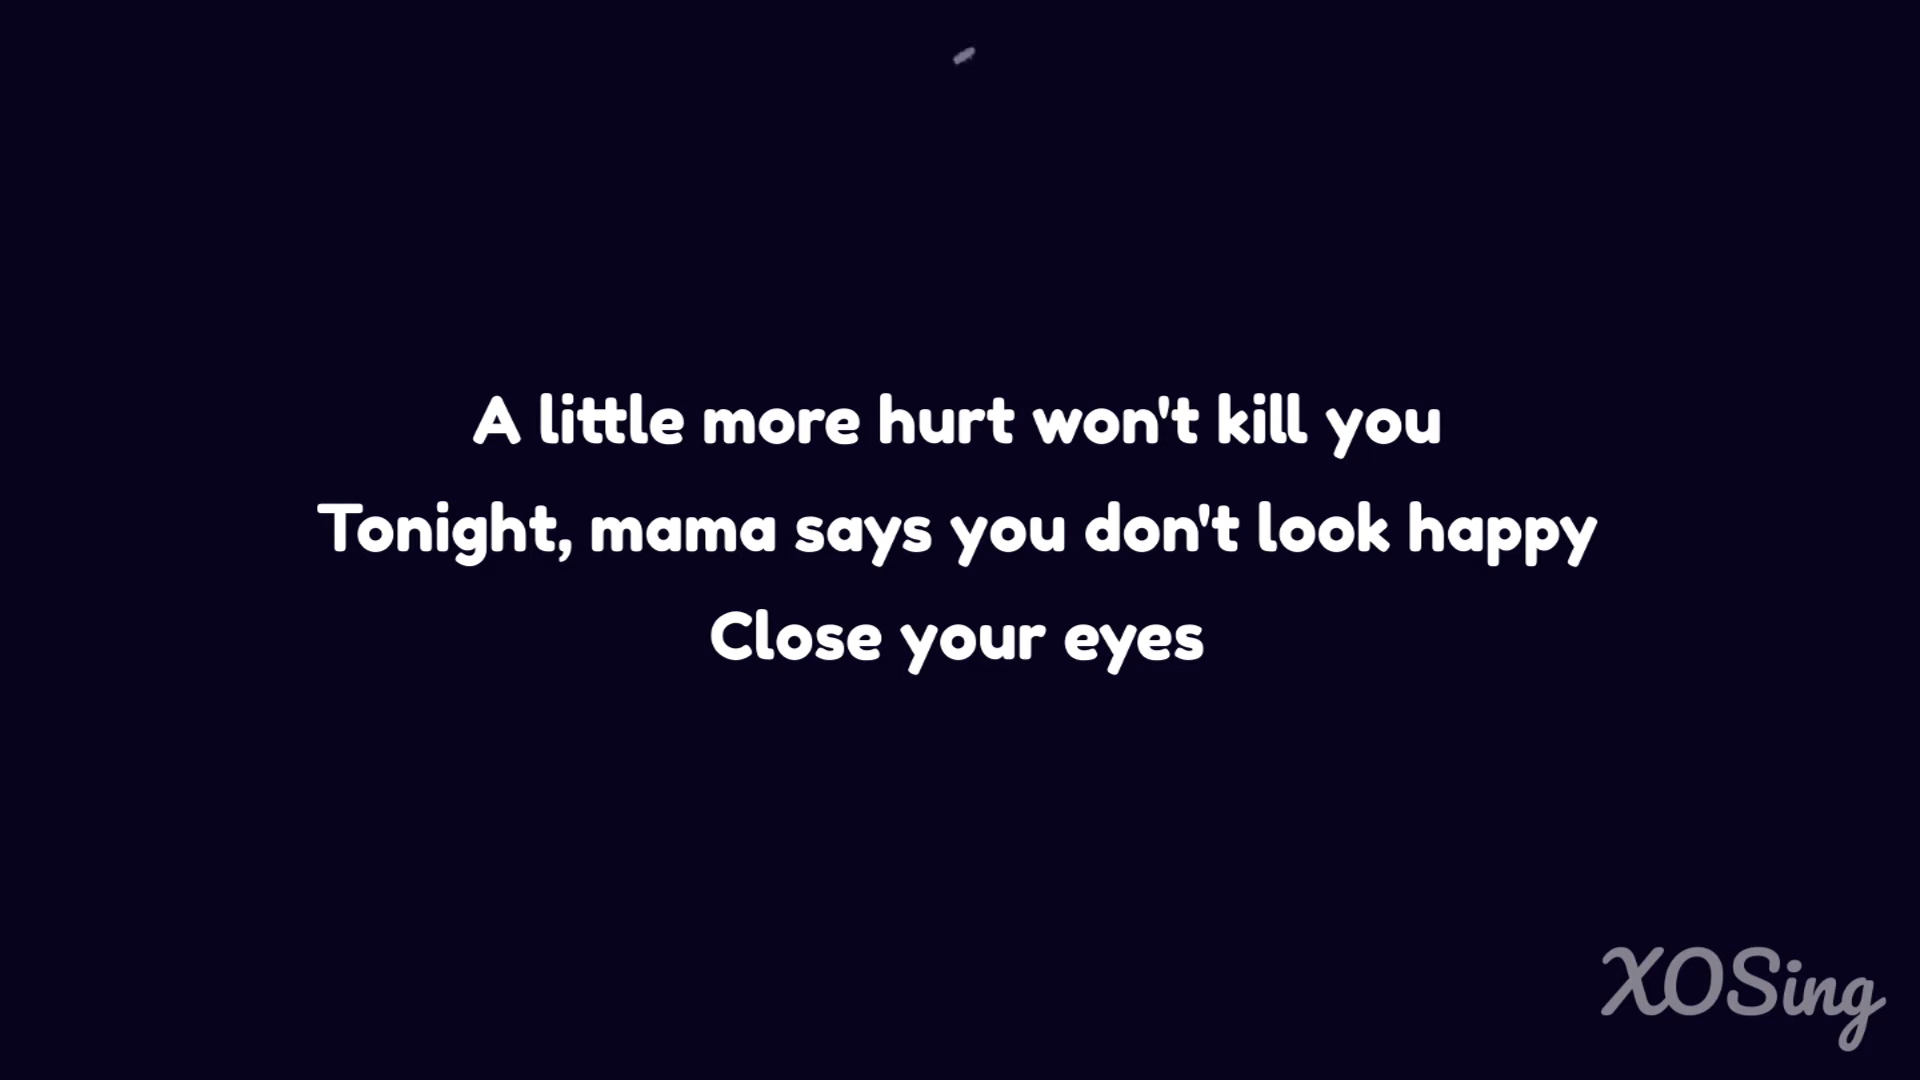 A little more hurt won't kill you
Tonight, mama says you don't look happy
Close your eyes
XOSing